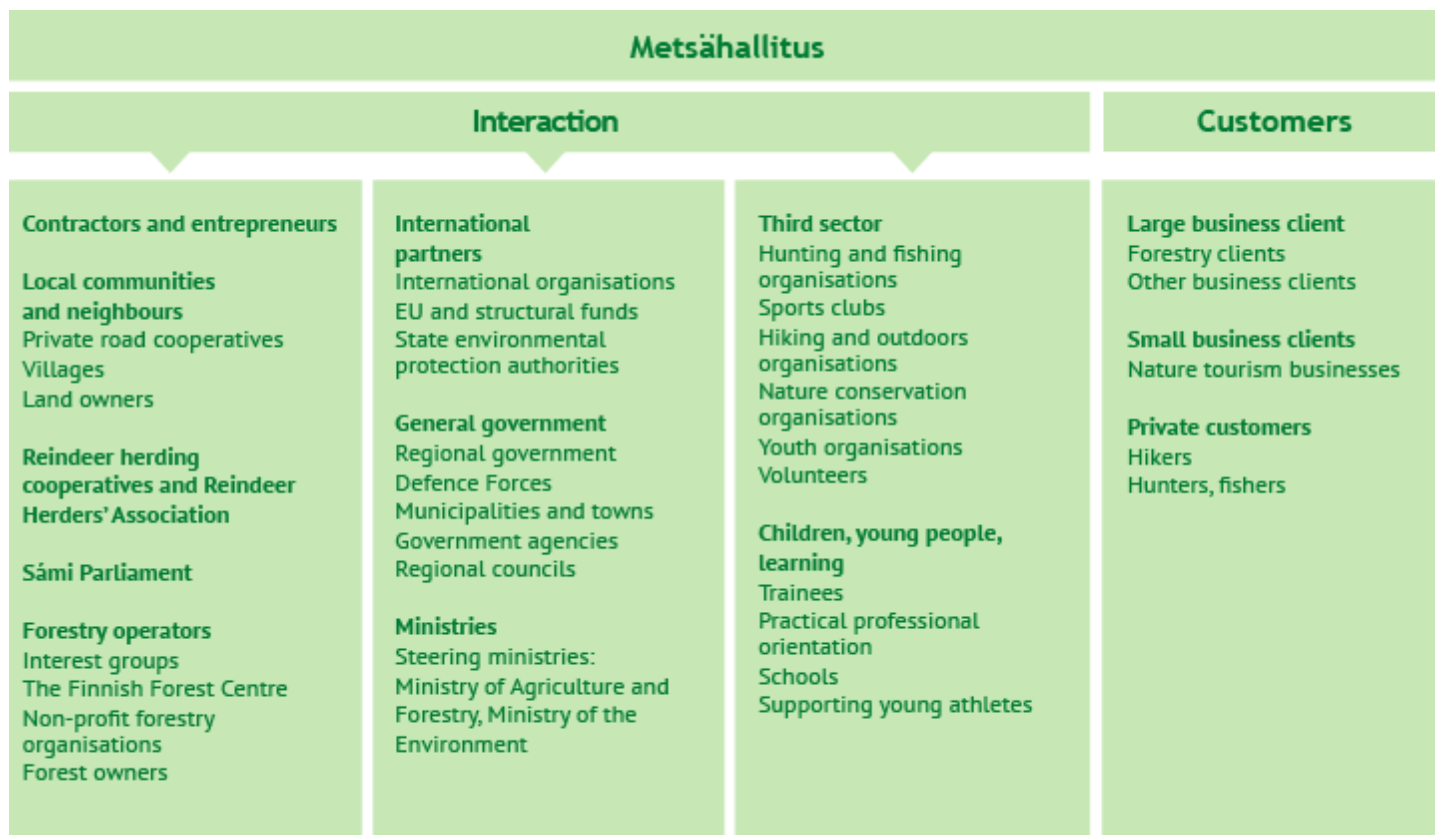 Metsähallitus
Interaction
Customers
Contractors and entrepreneurs
Local communities
and neighbours
Private road cooperatives
Villages
Land owners
Reindeer herding
cooperatives and Reindeer
Herders’ Association
Sámi Parliament
Forestry operators
Interest groups
The Finnish Forest Centre
Non-profit forestry
organisations
Forest owners
International
partners
International organisations
EU and structural funds
State environmental
protection authorities
General government
Regional government
Defence Forces
Municipalities and towns
Government agencies
Regional councils
Ministries
Steering ministries:
Ministry of Agriculture and
Forestry, Ministry of the
Environment
Third sector
Hunting and fishing
organisations
Sports clubs
Hiking and outdoors
organisations
Nature conservation
organisations
Youth organisations
Volunteers
Children, young people,
learning
Trainees
Practical professional
orientation
Schools
Supporting young athletes
Large business client
Forestry clients
Other business clients
Small business clients
Nature tourism businesses
Private customers
Hikers
Hunters, fishers